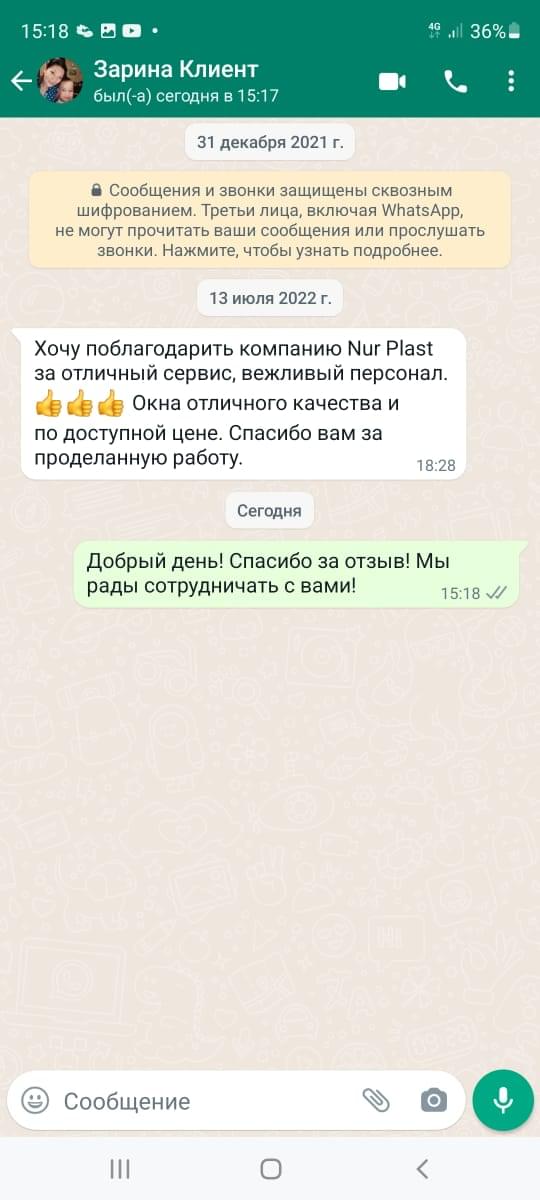 15:18
4G
36%
Зарина Клиент
был(-а) сегодня в 15:17
31 декабря 2021 г.
Сообщения и звонки защищены сквозным
шифрованием. Третьи лица, включая WhatsApp,
не могут прочитать ваши сообщения или прослушать
звонки. Нажмите, чтобы узнать подробнее.
13 июля 2022 г.
Хочу поблагодарить компанию Nur Plast
за отличный сервис, вежливый персонал.
👍👍👍 Окна отличного качества и
по доступной цене. Спасибо вам за
проделанную работу.
18:28
Сегодня
Добрый день! Спасибо за отзыв! Мы
рады сотрудничать с вами!
15:18
Сообщение